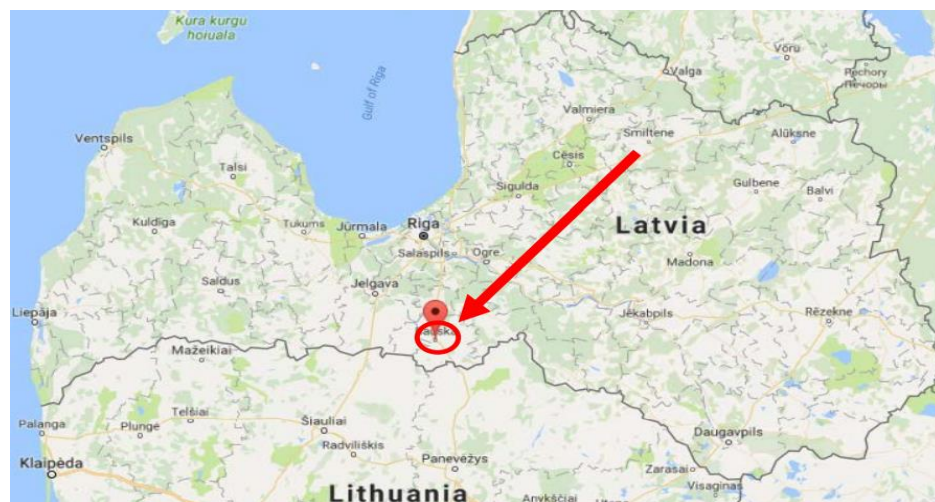 Kura kurgu
hoiuala
Võru
Valga
Pechory
Печоры
Gulf of Riga
Valmiera
Smiltene
Alūksne
Ventspils
Talsi
Cēsis
Sigulda
Gulbene
Balvi
Kuldīga
Tukums
Jūrmala
Riga
Latvia
Salaspils
Ogre
Madona
Saldus
Jelgava
Liepāja
Jēkabpils
Rēzekne
Mažeikiai
Palanga
Plungė
Telšiai
Šiauliai
Radviliškis
Daugavpils
Klaipėda
Panevėžys
Zarasai
Visaginas
Lithuania
Anykščiai